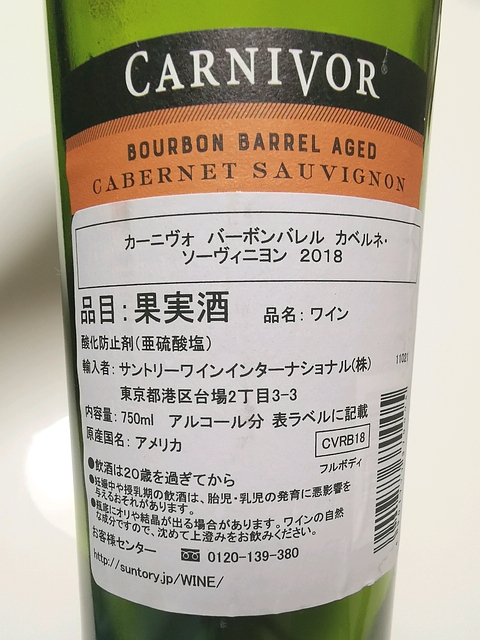 CARNIVOR
BOURBON BARREL AGED
CABERNET SAUVIGNON
カーニヴォ バーボンバレル カベルネ・
ソーヴィニヨン 2018
品目：果実酒 品名：ワイン
酸化防止剤（亜硫酸塩）
輸入者：サントリーワインインターナショナル(株)
東京都港区台場2丁目3-3
内容量：750ml アルコール分 表ラベルに記載
原産国名：アメリカ
CVRB18
フルボディ
●飲酒は20歳を過ぎてから
●妊娠中や授乳期の飲酒は、胎児・乳児の発育に悪影響を
与えるおそれがあります。
●瓶底にオリや結晶が出る場合があります。ワインの自然
な成分ですので、沈めて上澄みをお飲みください。
お客様センター 0120-139-380
http://suntory.jp/WINE/
11021